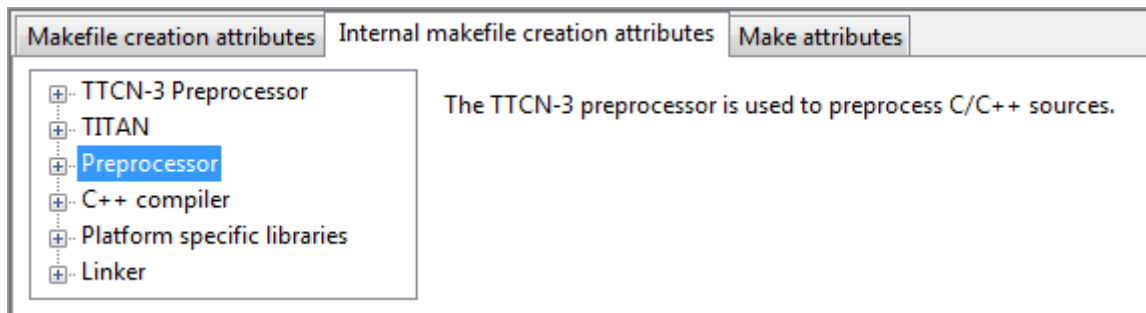 Makefile creation attributes Internal makefile creation attributes Make attributes
TTCN-3 Preprocessor
The TTCN-3 preprocessor is used to preprocess C/C++ sources.
TITAN
Preprocessor
C++ compiler
Platform specific libraries
Linker